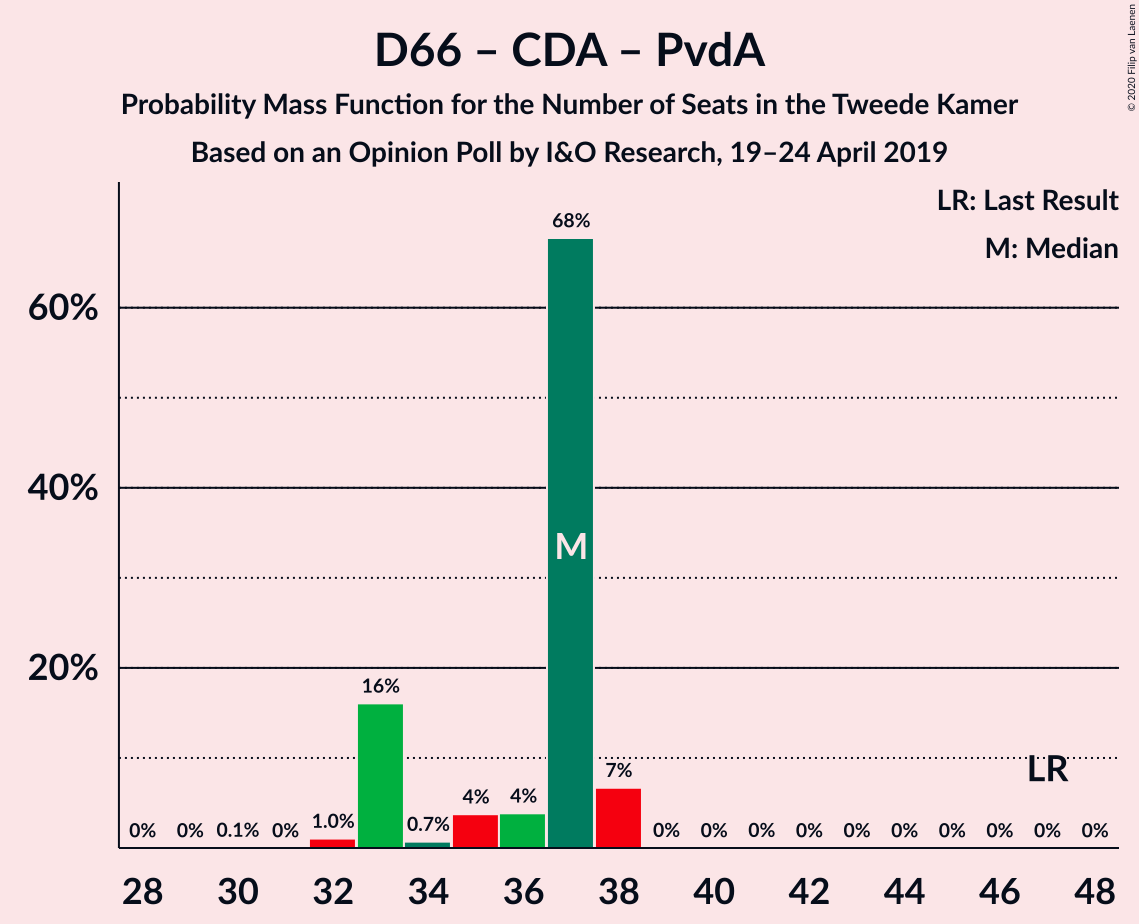 D66 – CDA – PvdA
Probability Mass Function for the Number of Seats in the Tweede Kamer
Based on an Opinion Poll by I&O Research, 19–24 April 2019
© 2020 Filip van Laenen
LR: Last Result
M: Median
60%
40%
20%
0% 0% 0.1% 0% 1.0% 16% 0.7% 4% 4% 68% 7% 0% 0% 0% 0% 0% 0% 0% 0% 0% 0%
M
LR
28 30 32 34 36 38 40 42 44 46 48